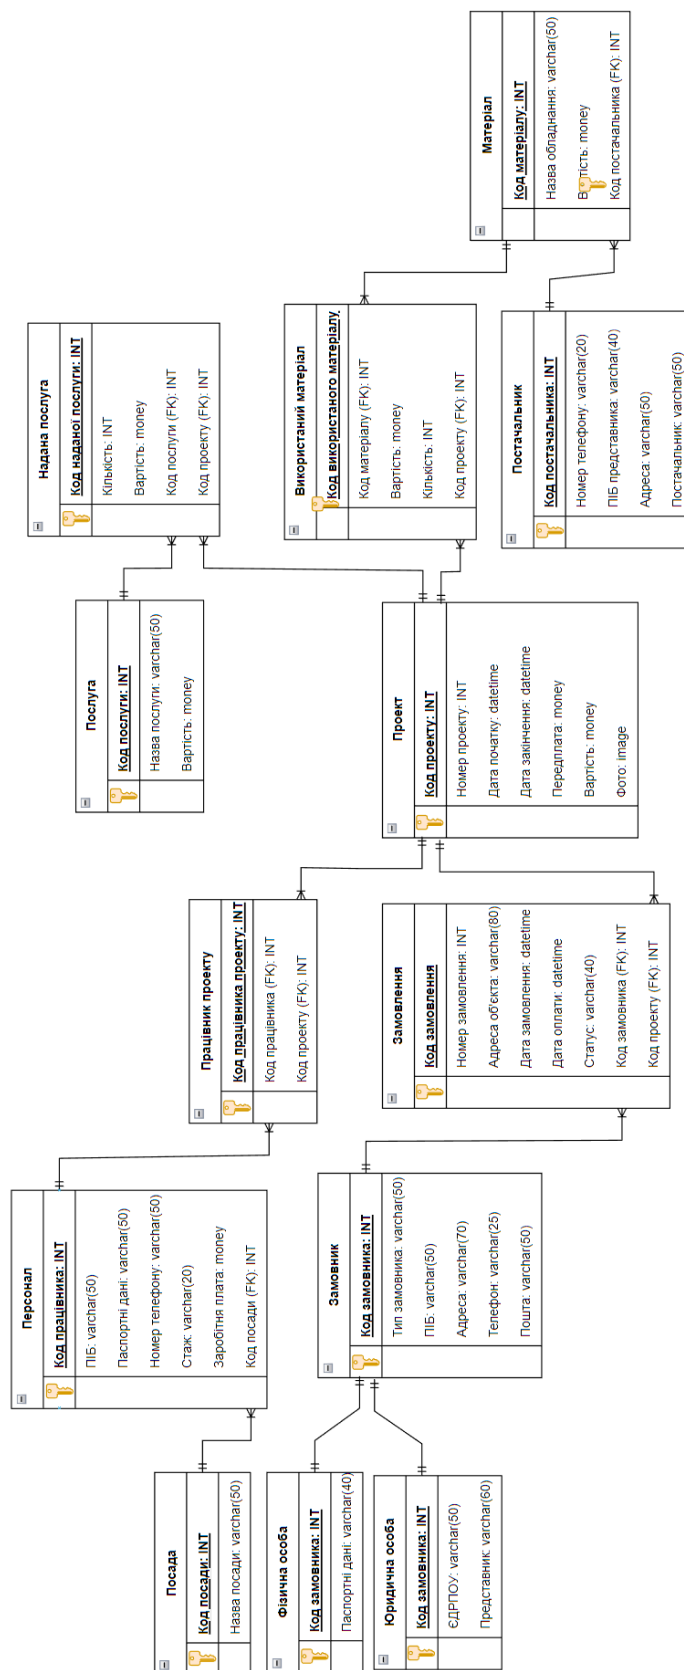 Посада
Код посади: INT
Назва посади: varchar(50)
Фізична особа
Код замовника: INT
Паспортні дані: varchar(40)
Юридична особа
Код замовника: INT
ЄДРПОУ: varchar(50)
Представник: varchar(60)
Персонал
Код працівника: INT
ПІБ: varchar(50)
Паспортні дані: varchar(50)
Номер телефону: varchar(50)
Стаж: varchar(20)
Заробітня плата: money
Код посади (FK): INT
Замовник
Код замовника: INT
Тип замовника: varchar(50)
ПІБ: varchar(50)
Адреса: varchar(70)
Телефон: varchar(25)
Пошта: varchar(50)
Працівник проекту
Код працівника проекту: INT
Код працівника (FK): INT
Код проекту (FK): INT
Замовлення
Код замовлення
Номер замовлення: INT
Адреса об'єкта: varchar(80)
Дата замовлення: datetime
Дата оплати: datetime
Статус: varchar(40)
Код замовника (FK): INT
Код проекту (FK): INT
Послуга
Код послуги: INT
Назва послуги: varchar(50)
Вартість: money
Проект
Код проекту: INT
Номер проекту: INT
Дата початку: datetime
Дата закінчення: datetime
Передплата: money
Вартість: money
Фото: image
Надана послуга
Код наданої послуги: INT
Кількість: INT
Вартість: money
Код послуги (FK): INT
Код проекту (FK): INT
Використаний матеріал
Код використаного матеріалу
Код матеріалу (FK): INT
Вартість: money
Кількість: INT
Код проекту (FK): INT
Постачальник
Код постачальника: INT
Номер телефону: varchar(20)
ПІБ представника: varchar(40)
Адреса: varchar(50)
Постачальник: varchar(50)
Матеріал
Код матеріалу: INT
Назва обладнання: varchar(50)
Вартість: money
Код постачальника (FK): INT